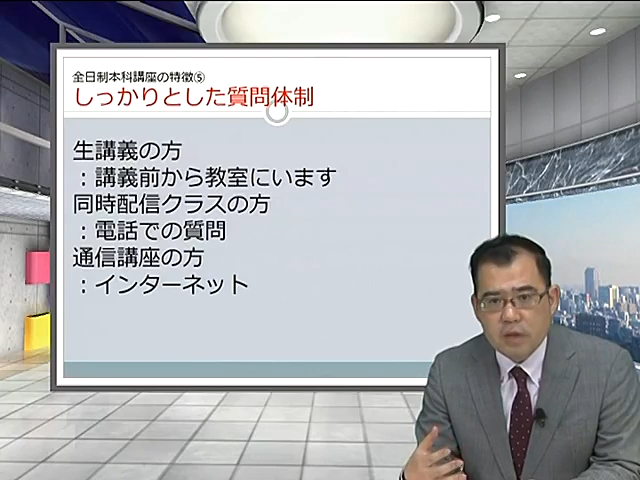 全日制本科講座の特徴⑤
しっかりとした質問体制
生講義の方
：講義前から教室にいます
同時配信クラスの方
：電話での質問
通信講座の方
：インターネット